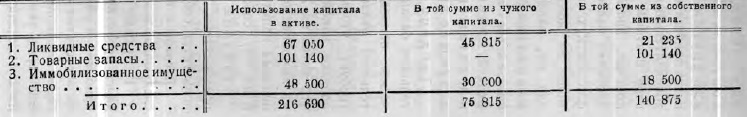 Использование капитала в активе. В той сумме из чужого капитала. В той сумме из собственного капитала.
1. Ликвидные средства . . . 67 050 45 815 21 235
2. Товарные запасы. . . . . 101 140 — 101 140
3. Иммобилизованное имуще-
ство . . . . . . . . . 48 500 30 000 18 500
Итого. . . . . 216 690 75 815 140 875